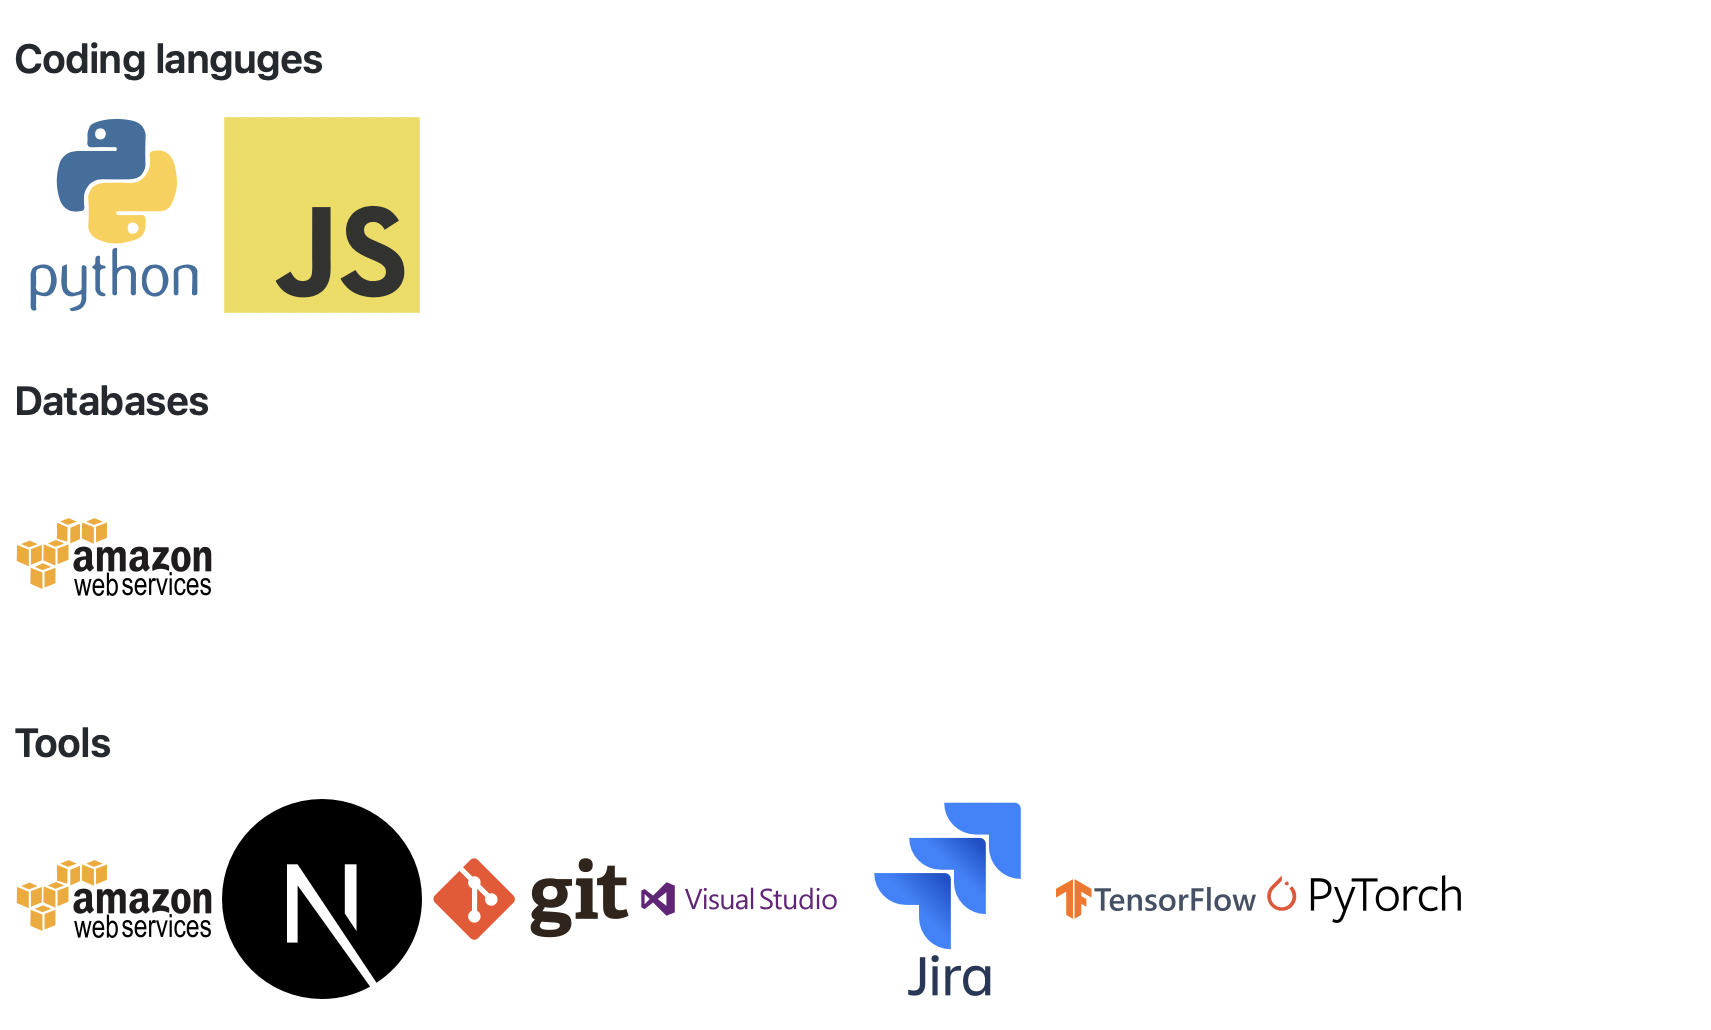 Coding languges
python
JS
Databases
amazon
web services
Tools
amazon
web services
N
git
Visual Studio
Jira
TensorFlow
PyTorch